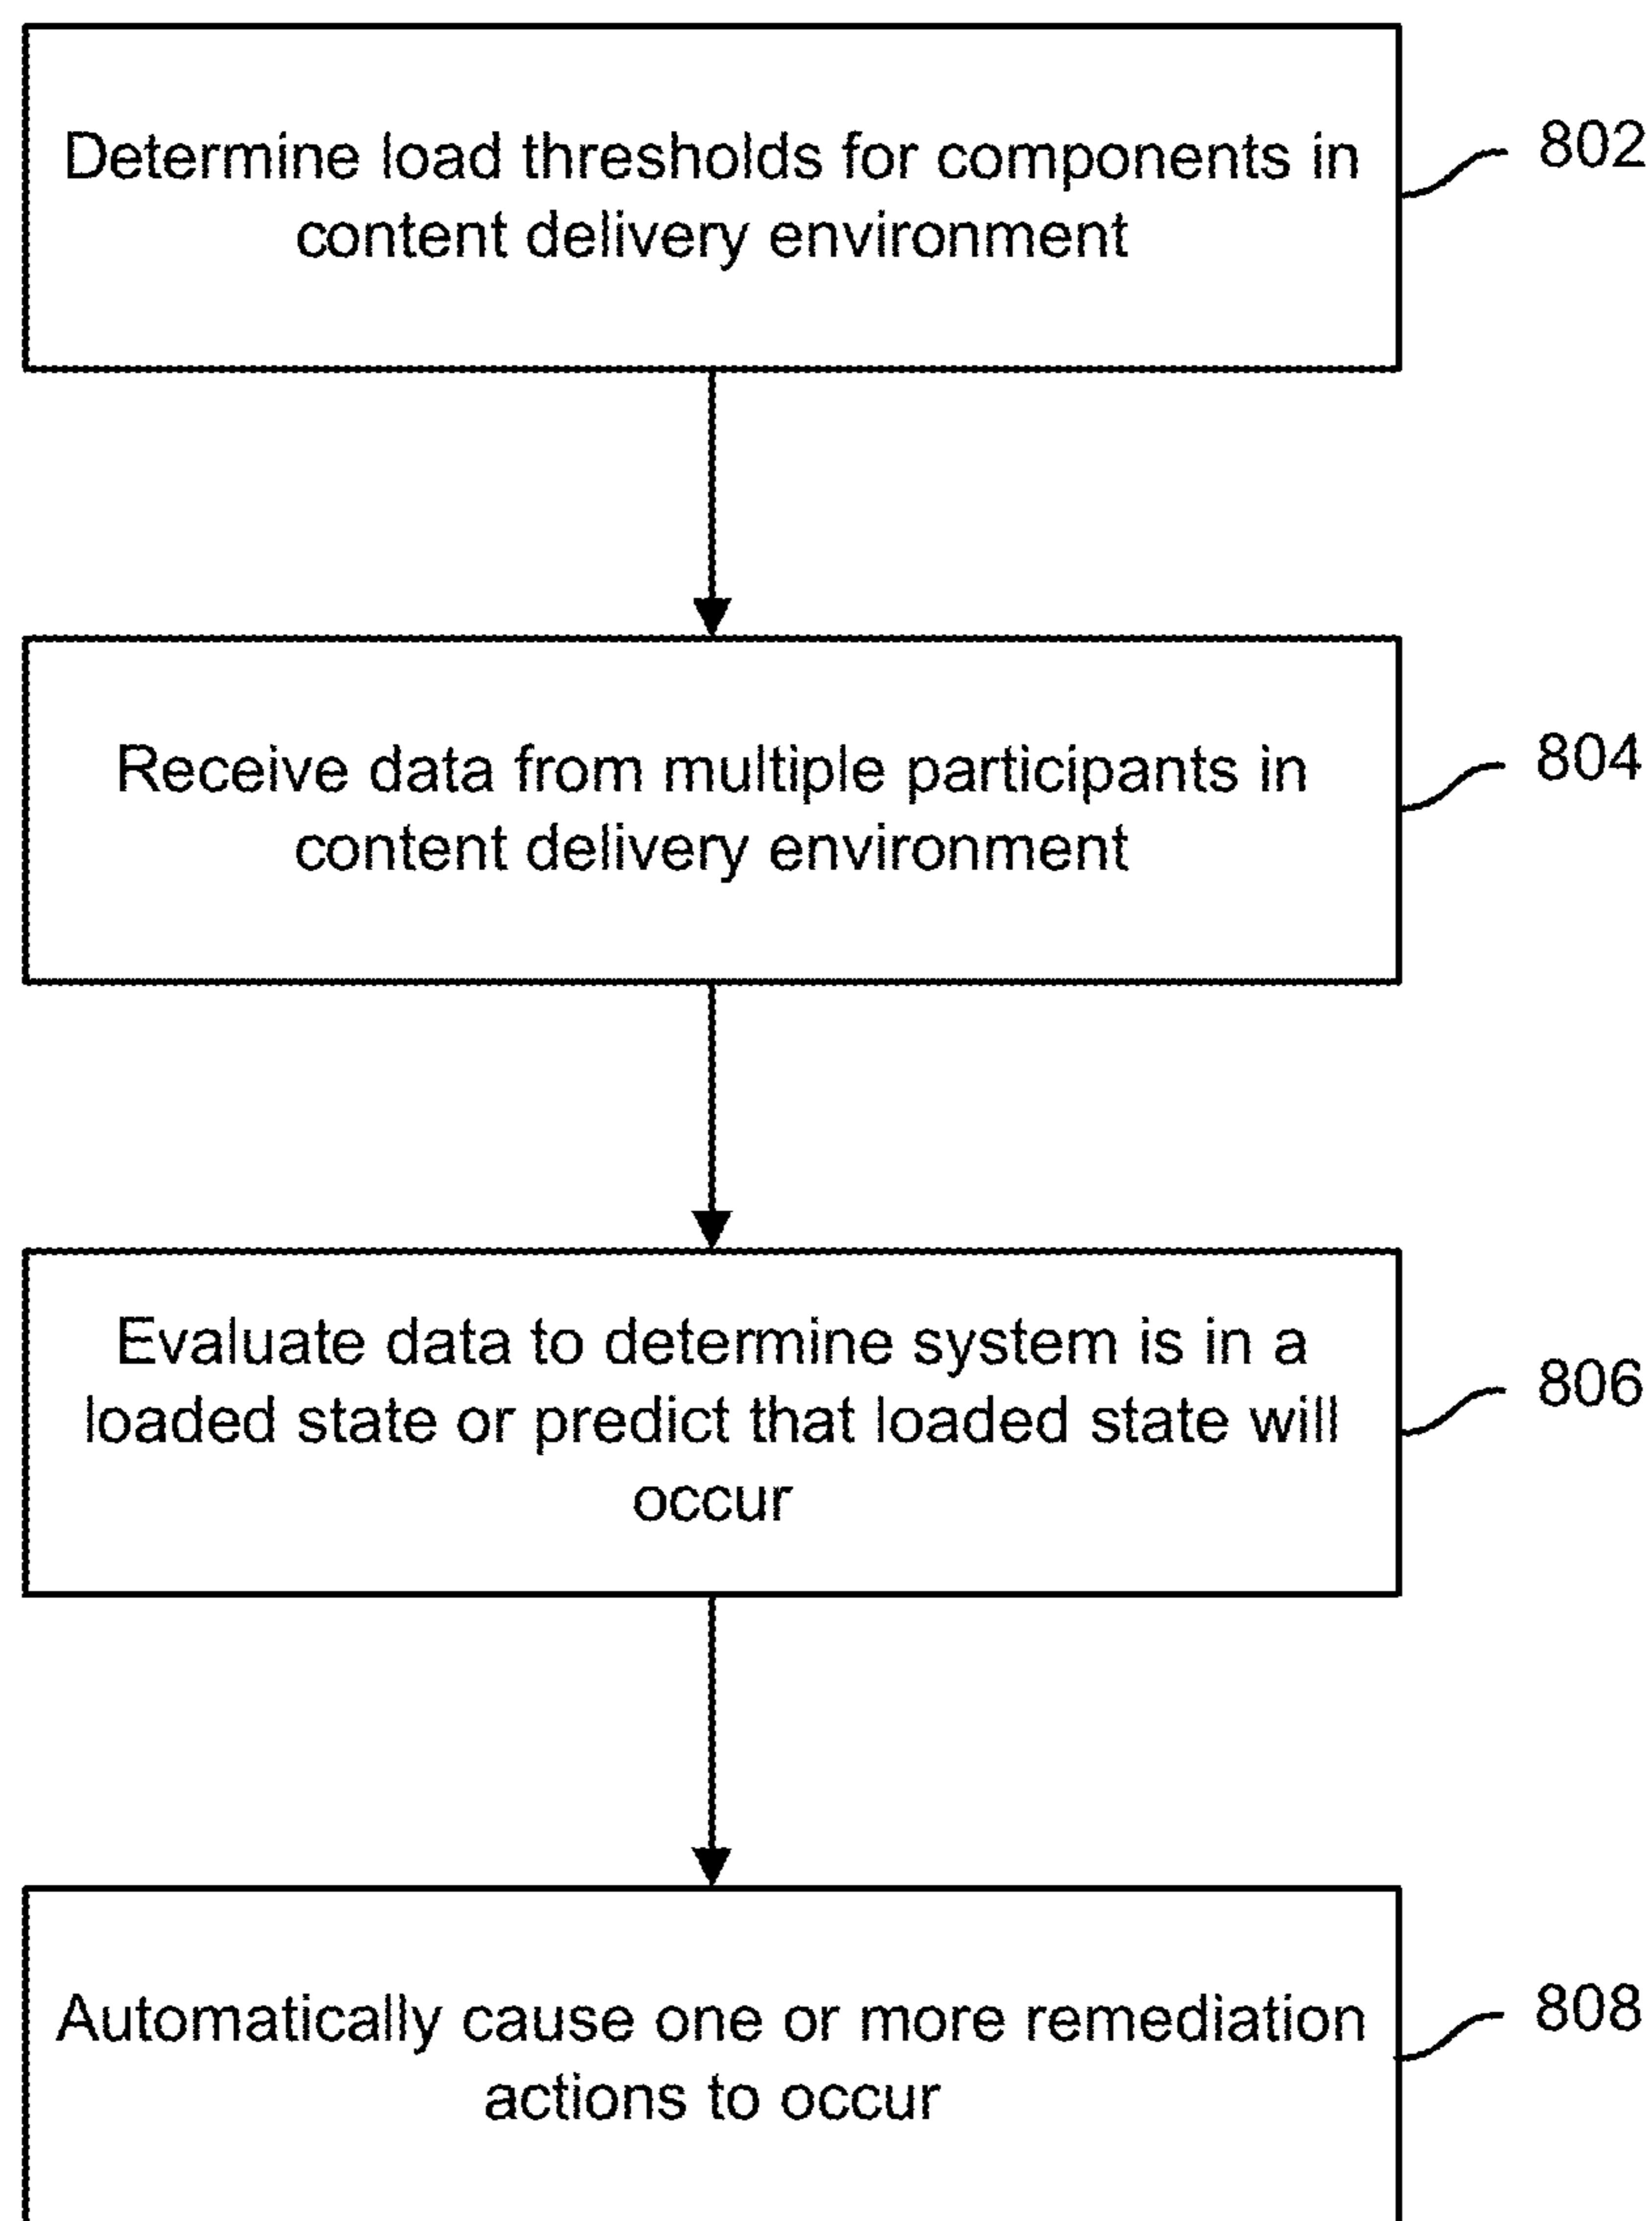 Determine load thresholds for components in
content delivery environment
802
Receive data from multiple participants in
content delivery environment
804
Evaluate data to determine system is in a
loaded state or predict that loaded state will
occur
806
Automatically cause one or more remediation
actions to occur
808